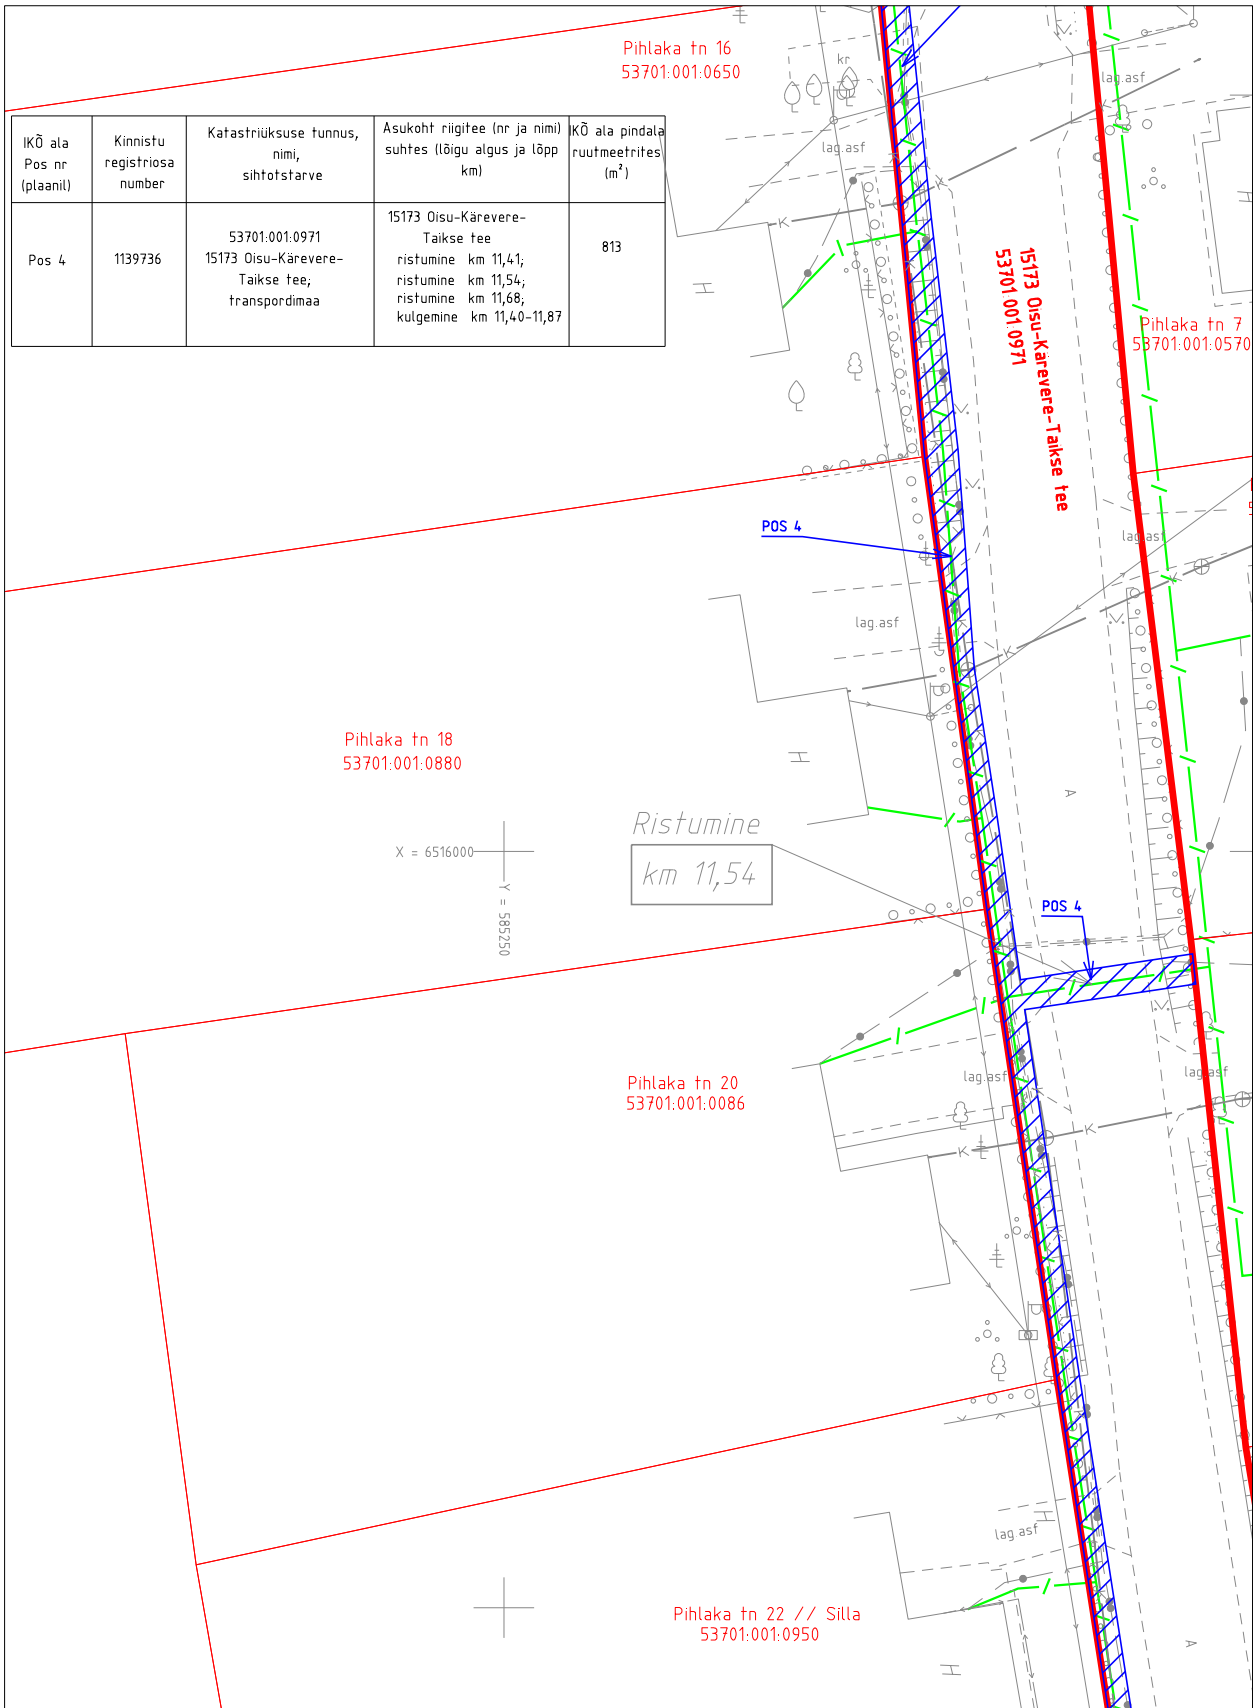 Pihlaka tn 16
53701:001:0650
kr
lag.asf
lag.asf
IKÕ ala
Pos nr
(plaanil)
Kinnistu
registriosa
number
Katastriüksuse tunnus,
nimi,
sihtotstarve
Asukoht riigitee (nr ja nimi)
suhtes (lõigu algus ja lõpp
km)
IKÕ ala pindala
ruutmeetrites
(m²)
Pos 4
1139736
53701:001:0971
15173 Oisu-Kärevere-
Taikse tee;
transpordimaa
15173 Oisu-Kärevere-
Taikse tee
ristumine km 11,41;
ristumine km 11,54;
ristumine km 11,68;
kulgemine km 11,40-11,87
813
K
K
H
H
15173 Oisu-Kärevere-Taikse tee
53701:001:0971
Pihlaka tn 7
53701:001:0570
POS 4
lag.asf
lag.asf
K
K
K
Pihlaka tn 18
53701:001:0880
H
A
Ristumine
km 11,54
X = 6516000
Y = 585250
POS 4
lag.asf
lag.asf
Pihlaka tn 20
53701:001:0086
K
K
K
H
lag.asf
Pihlaka tn 22 // Silla
53701:001:0950
H
A